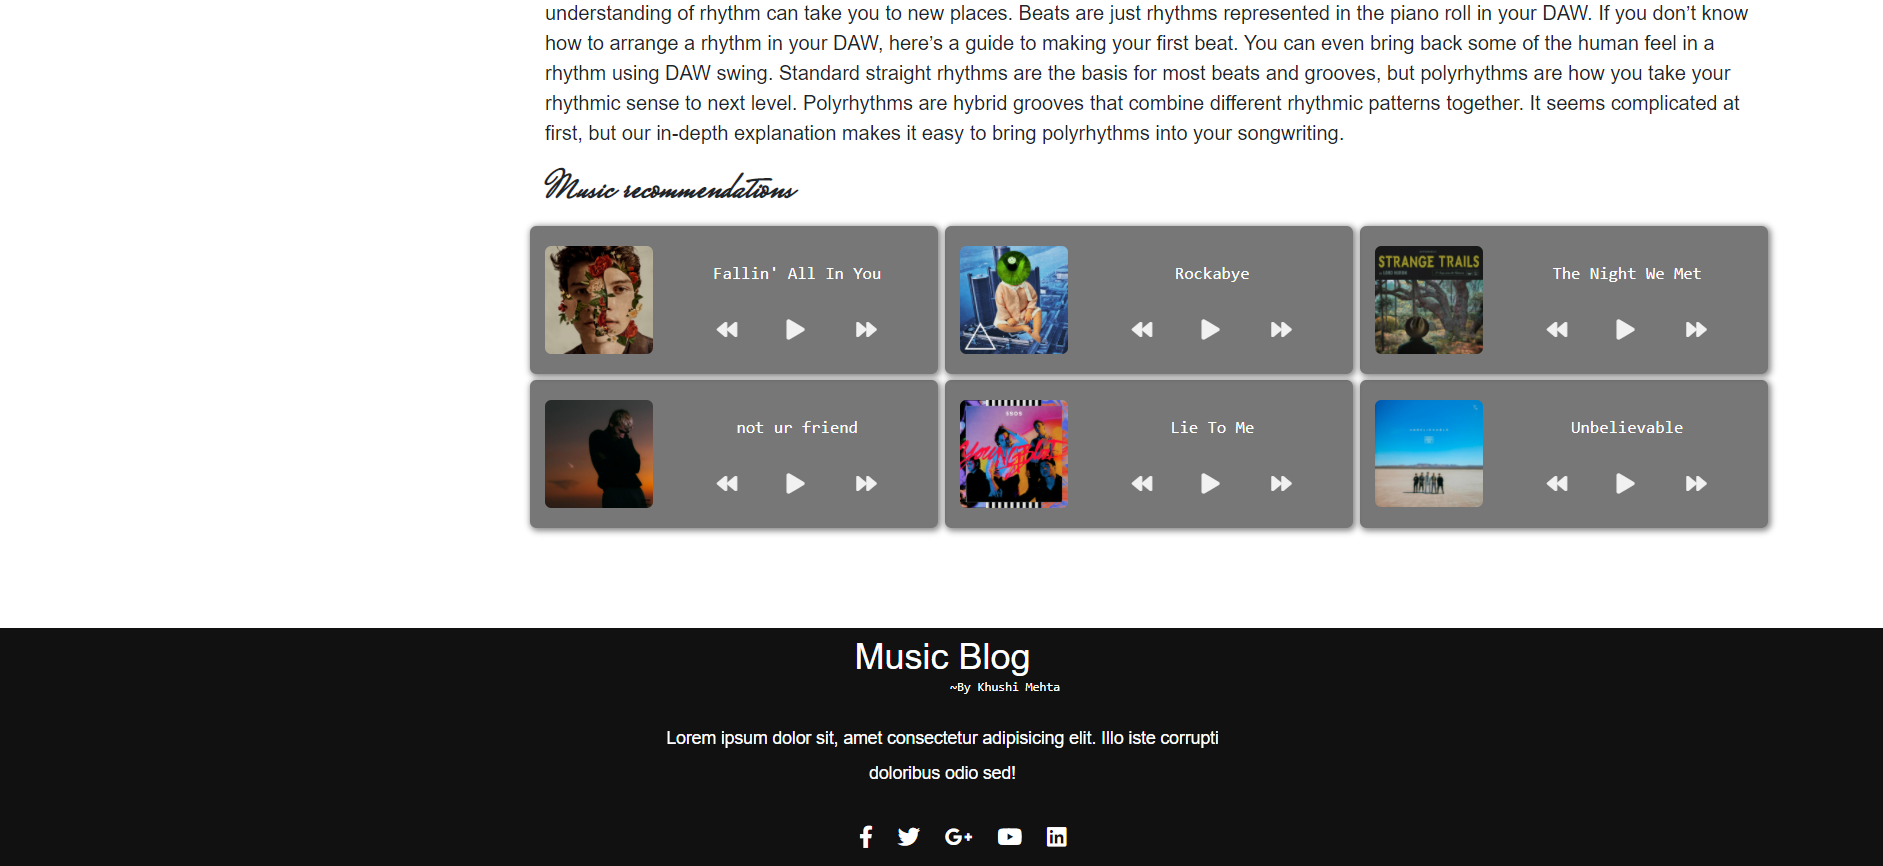 understanding of rhythm can take you to new places. Beats are just rhythms represented in the piano roll in your DAW. If you don’t know
how to arrange a rhythm in your DAW, here’s a guide to making your first beat. You can even bring back some of the human feel in a
rhythm using DAW swing. Standard straight rhythms are the basis for most beats and grooves, but polyrhythms are how you take your
rhythmic sense to next level. Polyrhythms are hybrid grooves that combine different rhythmic patterns together. It seems complicated at
first, but our in-depth explanation makes it easy to bring polyrhythms into your songwriting.
Music recommendations
Fallin' All In You
Rockabye
STRANGE TRAILS
The Night We Met
not ur friend
Lie To Me
UNBELIEVABLE
Unbelievable
Music Blog
~By Khushi Mehta
Lorem ipsum dolor sit, amet consectetur adipisicing elit. Illo iste corrupti
doloribus odio sed!